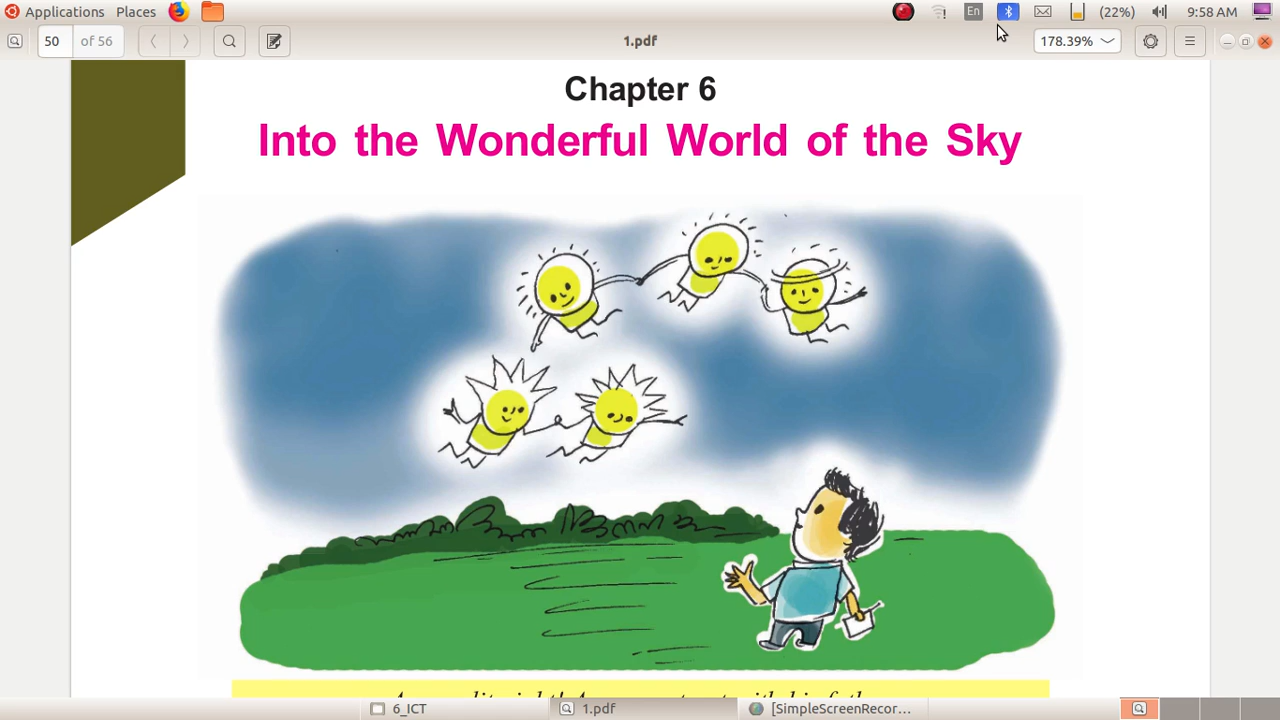 Applications Places En (22%) 9:58 AM
50 of 56 1.pdf 178.39%
Chapter 6
Into the Wonderful World of the Sky
6_ICT 1.pdf [SimpleScreenRecor...